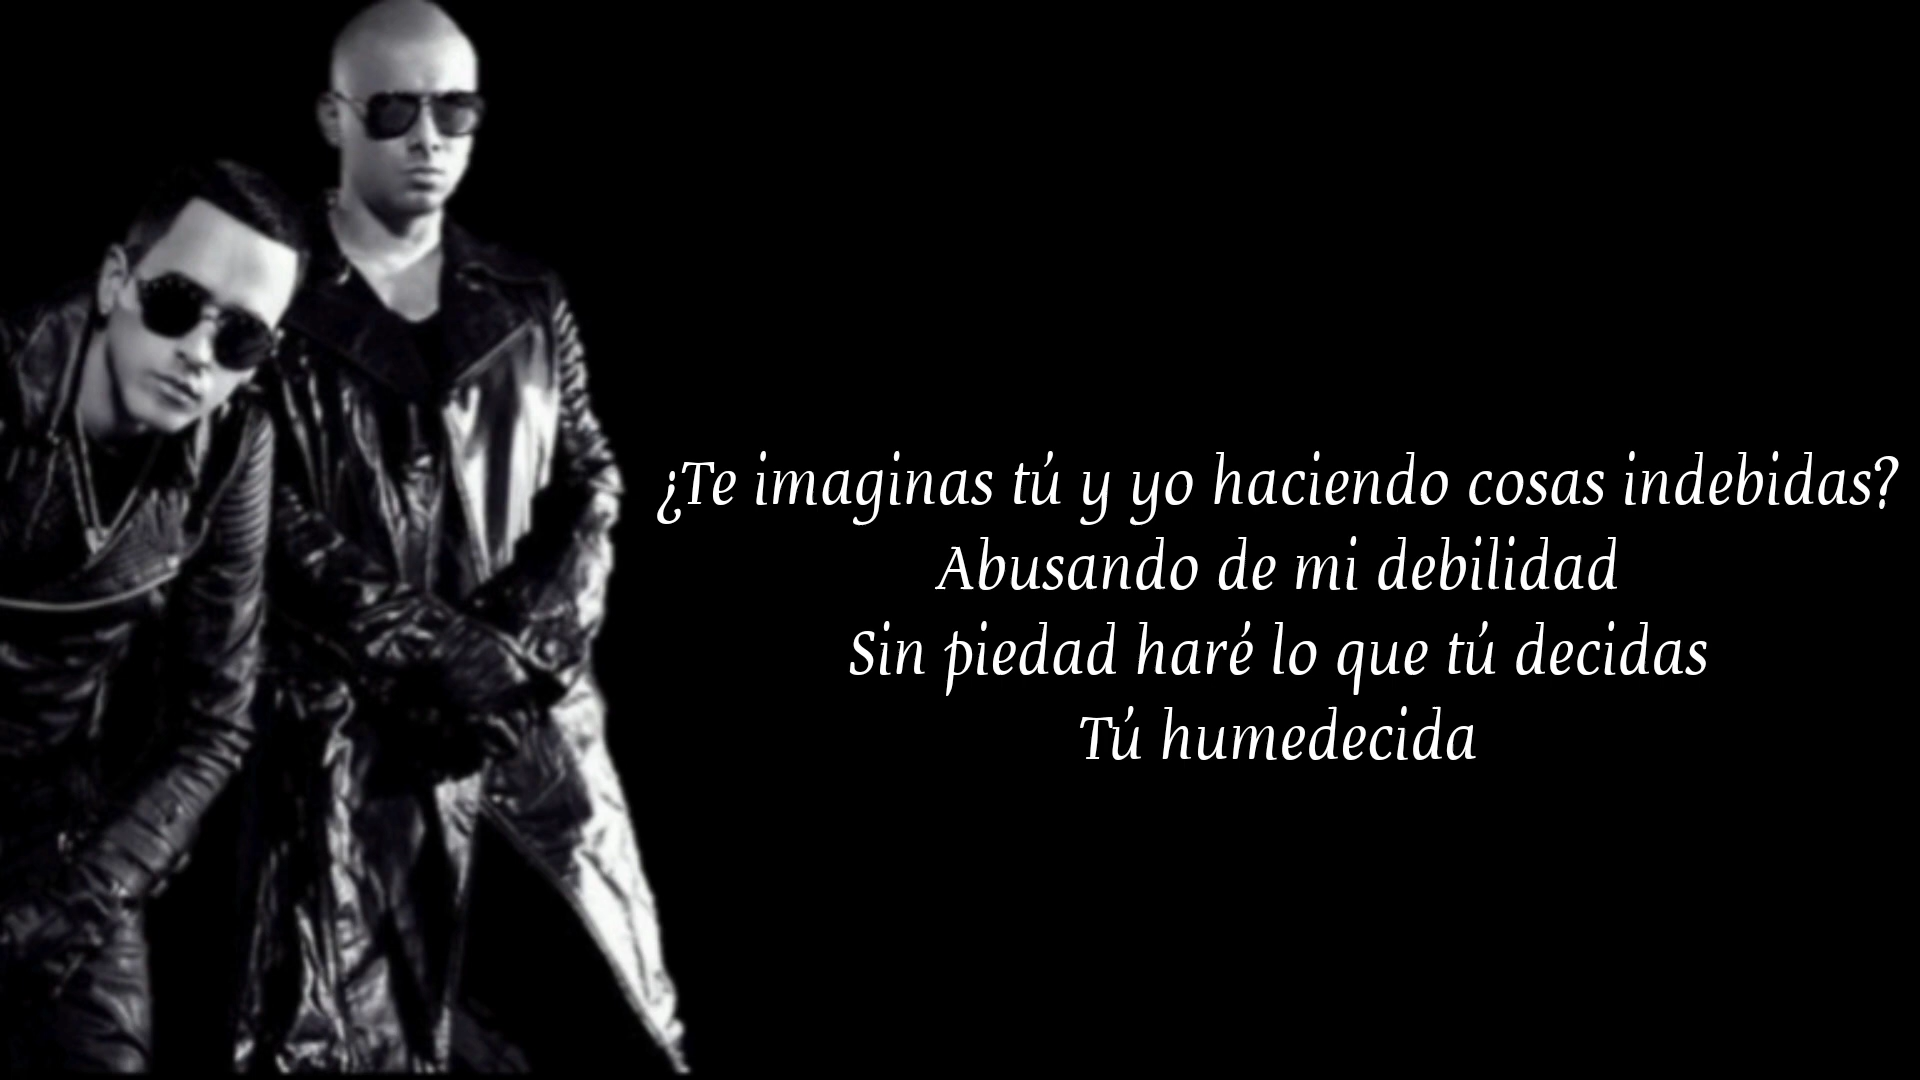 ¿Te imaginas tú y yo haciendo cosas indebidas?
Abusando de mi debilidad
Sin piedad haré lo que tú decidas
Tú humedecida